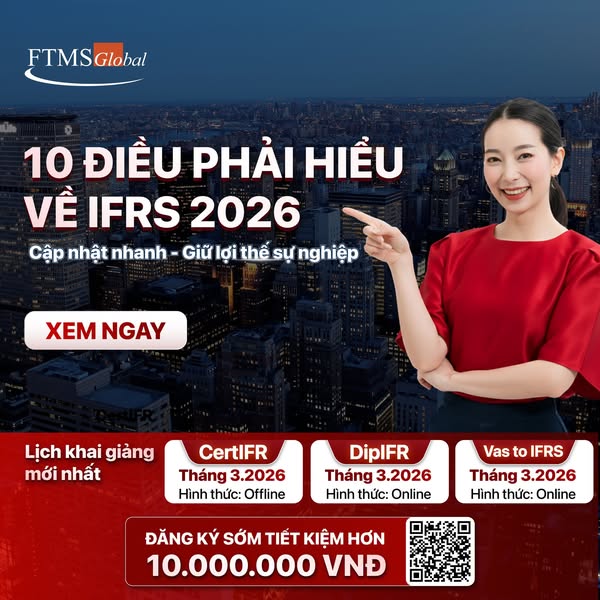 FTMSGlobal
10 ĐIỀU PHẢI HIỂU
VỀ IFRS 2026
Cập nhật nhanh - Giữ lợi thế sự nghiệp
XEM NGAY
CertIFR
Lịch khai giảng
mới nhất
CertIFR
Tháng 3.2026
Hình thức: Offline
DipIFR
Tháng 3.2026
Hình thức: Online
Vas to IFRS
Tháng 3.2026
Hình thức: Online
ĐĂNG KÝ SỚM TIẾT KIỆM HƠN
10.000.000 VNĐ